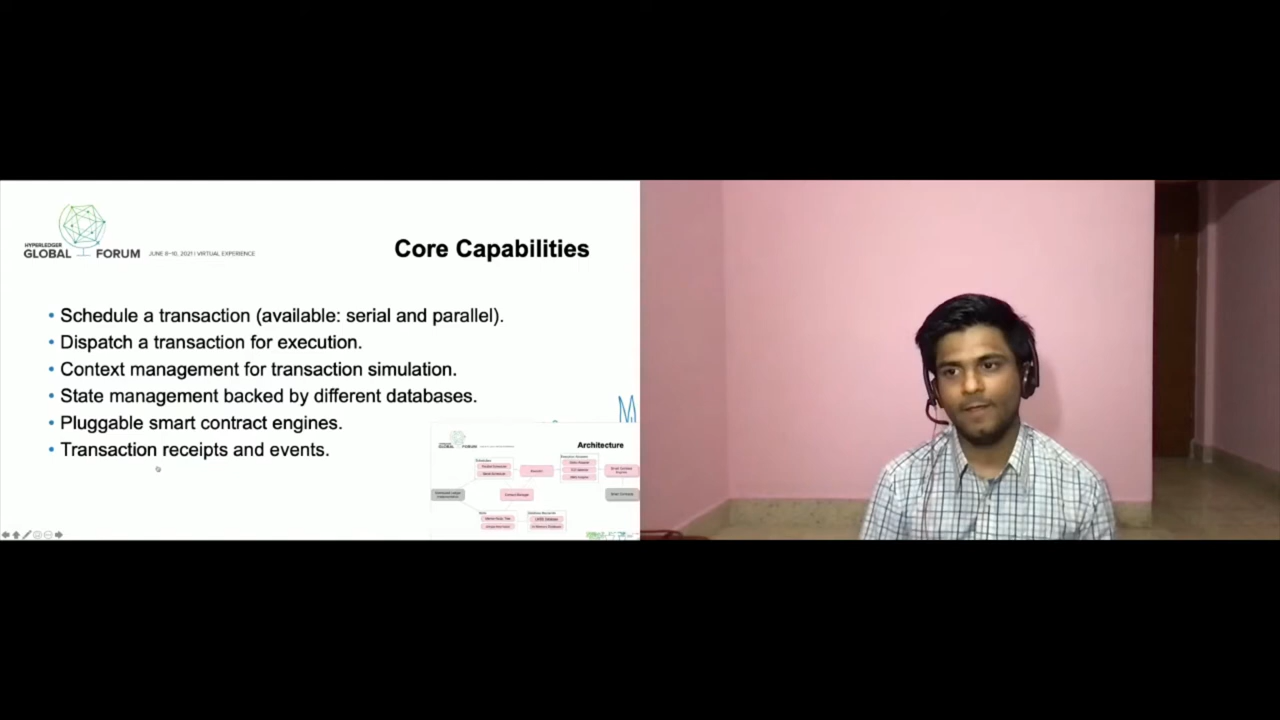 HYPERLEDGER
GLOBAL FORUM
JUNE 8–10, 2021 | VIRTUAL EXPERIENCE
Core Capabilities
• Schedule a transaction (available: serial and parallel).
• Dispatch a transaction for execution.
• Context management for transaction simulation.
• State management backed by different databases.
• Pluggable smart contract engines.
• Transaction receipts and events.
Architecture